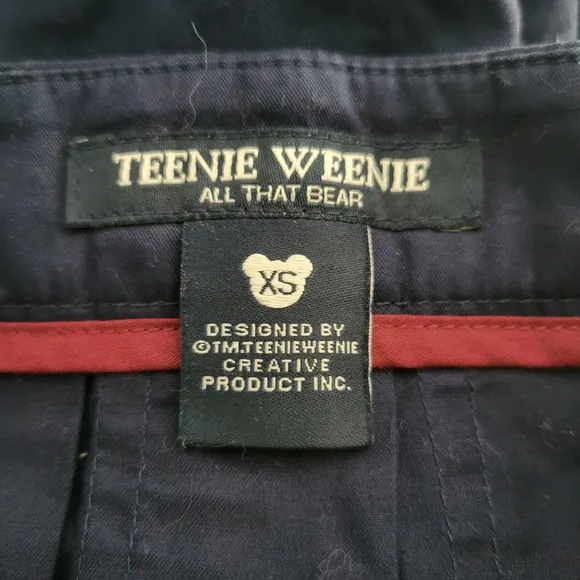 TEENIE WEENIE
ALL THAT BEAR
XS
DESIGNED BY
©TM.TEENIEWEENIE
CREATIVE
PRODUCT INC.